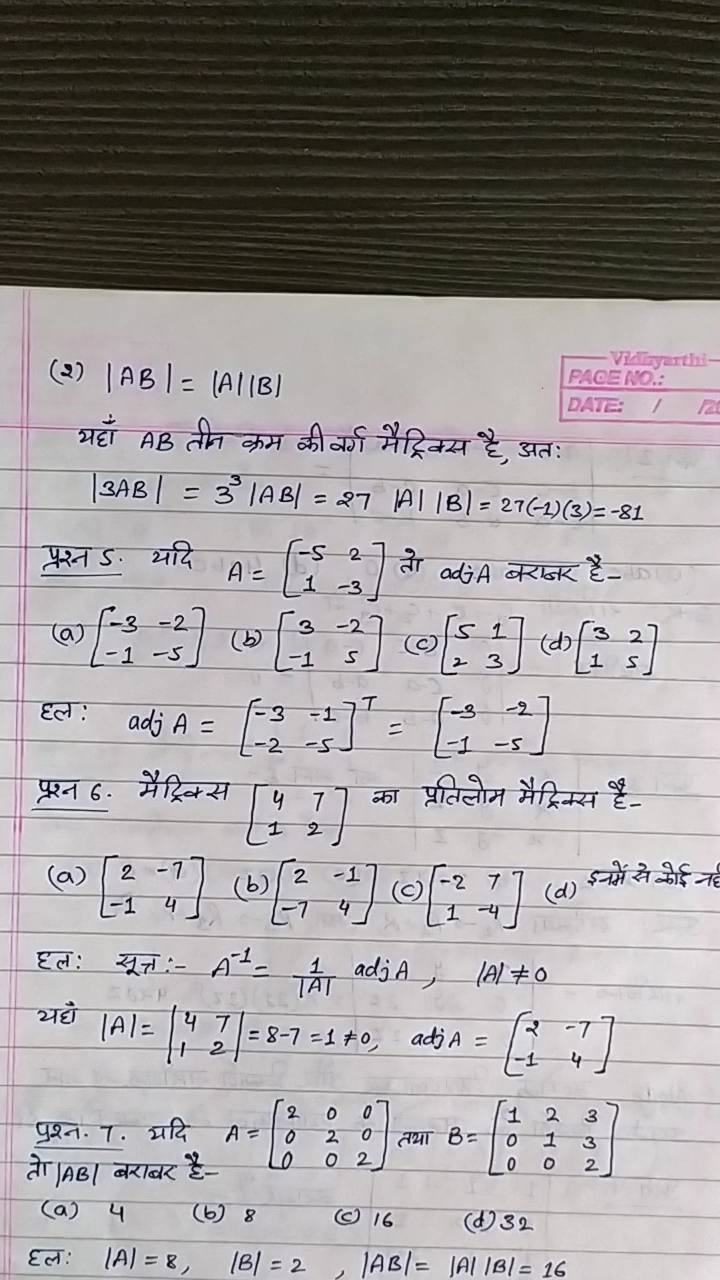 (2) |AB| = |A||B|
Vidhyarthi
PAGE NO.:
DATE: / /20
यहाँ AB तीन क्रम की वर्ग मैट्रिक्स है, अतः
|3AB| = 3³ |AB| = 27 |A| |B| = 27(-1)(3) = -81
प्रश्न 5. यदि A = [-5 2; 1 -3] तो adj A बराबर है-
(a) [-3 -2; -1 -5] (b) [3 -2; -1 5] (c) [5 1; 2 3] (d) [3 2; 1 5]
हल: adj A = [-3 -1; -2 -5]ᵀ = [-3 -2; -1 -5]
प्रश्न 6. मैट्रिक्स [4 7; 1 2] का प्रतिलोम मैट्रिक्स है-
(a) [2 -7; -1 4] (b) [2 -1; -7 4] (c) [-2 7; 1 -4] (d) इनमें से कोई नहीं
हल: सूत्र:- A⁻¹ = 1/|A| adj A, |A| ≠ 0
यहाँ |A| = |4 7; 1 2| = 8-7 = 1 ≠ 0, adj A = [2 -7; -1 4]
प्रश्न. 7. यदि A = [2 0 0; 0 2 0; 0 0 2] तथा B = [1 2 3; 0 1 3; 0 0 2]
तो |AB| बराबर है-
(a) 4 (b) 8 (c) 16 (d) 32
हल: |A| = 8, |B| = 2, |AB| = |A| |B| = 16